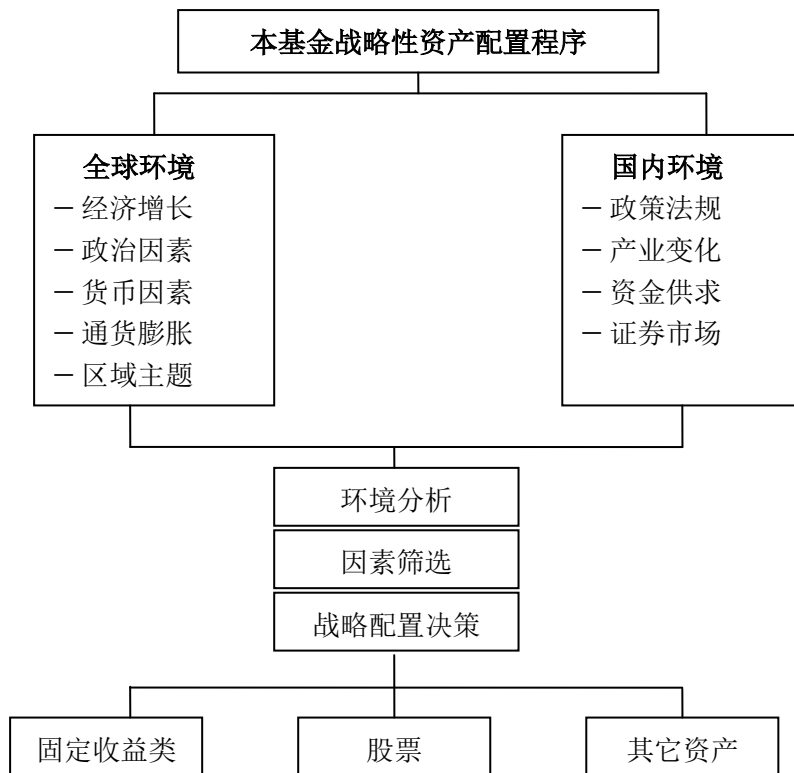 本基金战略性资产配置程序
全球环境
－ 经济增长
－ 政治因素
－ 货币因素
－ 通货膨胀
－ 区域主题
国内环境
－ 政策法规
－ 产业变化
－ 资金供求
－ 证券市场
环境分析
因素筛选
战略配置决策
固定收益类
股票
其它资产